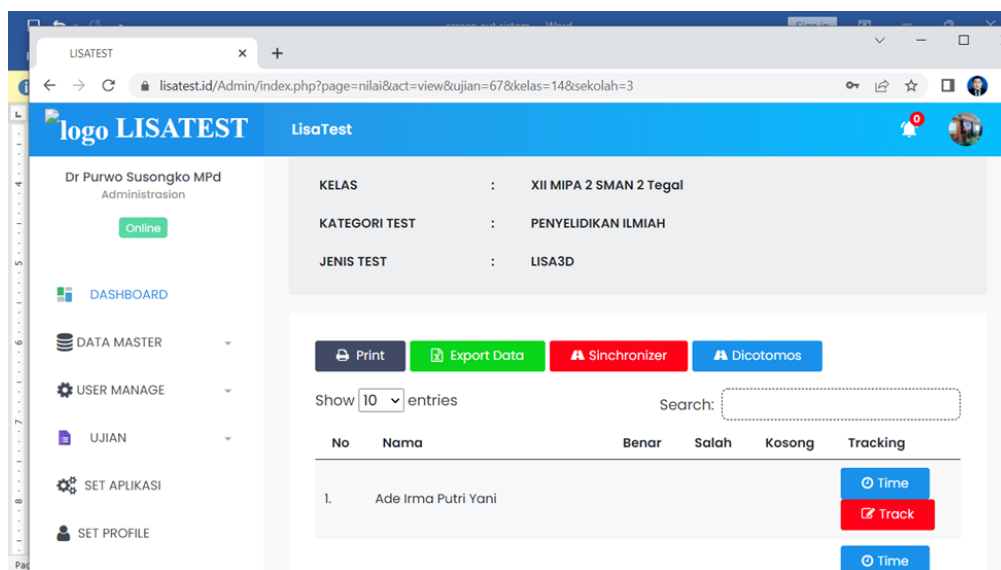 LISATEST
lisatest.id/Admin/index.php?page=nilai&act=view&ujian=67&kelas=14&sekolah=3
logo LISATEST
LisaTest
0
Dr Purwo Susongko MPd
Administrasion
Online
DASHBOARD
DATA MASTER
USER MANAGE
UJIAN
SET APLIKASI
SET PROFILE
KELAS : XII MIPA 2 SMAN 2 Tegal
KATEGORI TEST : PENYELIDIKAN ILMIAH
JENIS TEST : LISA3D
Print Export Data Sinchronizer Dicotomos
Show 10 entries
Search:
No Nama Benar Salah Kosong Tracking
1. Ade Irma Putri Yani
Time
Track
Time